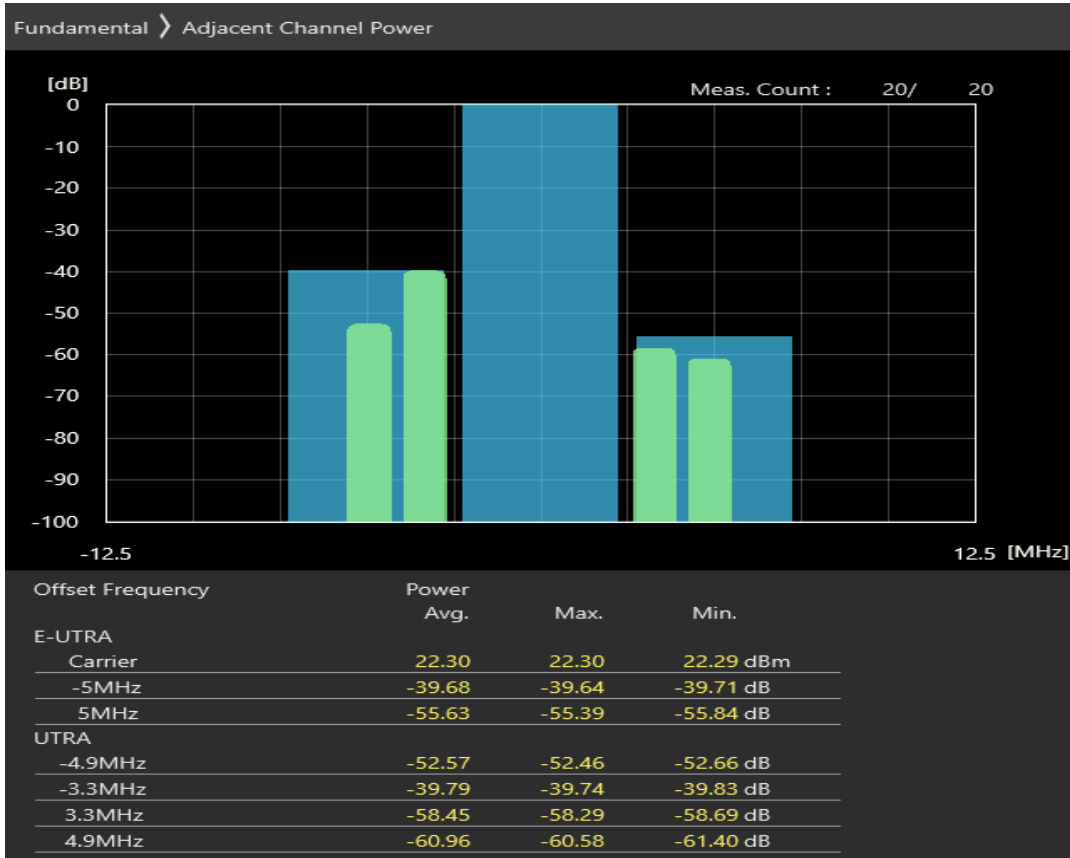 Fundamental 〉 Adjacent Channel Power
[dB]
Meas. Count : 20/ 20
0
-10
-20
-30
-40
-50
-60
-70
-80
-90
-100
-12.5 12.5 [MHz]
Offset Frequency Power
Avg. Max. Min.
E-UTRA
Carrier 22.30 22.30 22.29 dBm
-5MHz -39.68 -39.64 -39.71 dB
5MHz -55.63 -55.39 -55.84 dB
UTRA
-4.9MHz -52.57 -52.46 -52.66 dB
-3.3MHz -39.79 -39.74 -39.83 dB
3.3MHz -58.45 -58.29 -58.69 dB
4.9MHz -60.96 -60.58 -61.40 dB